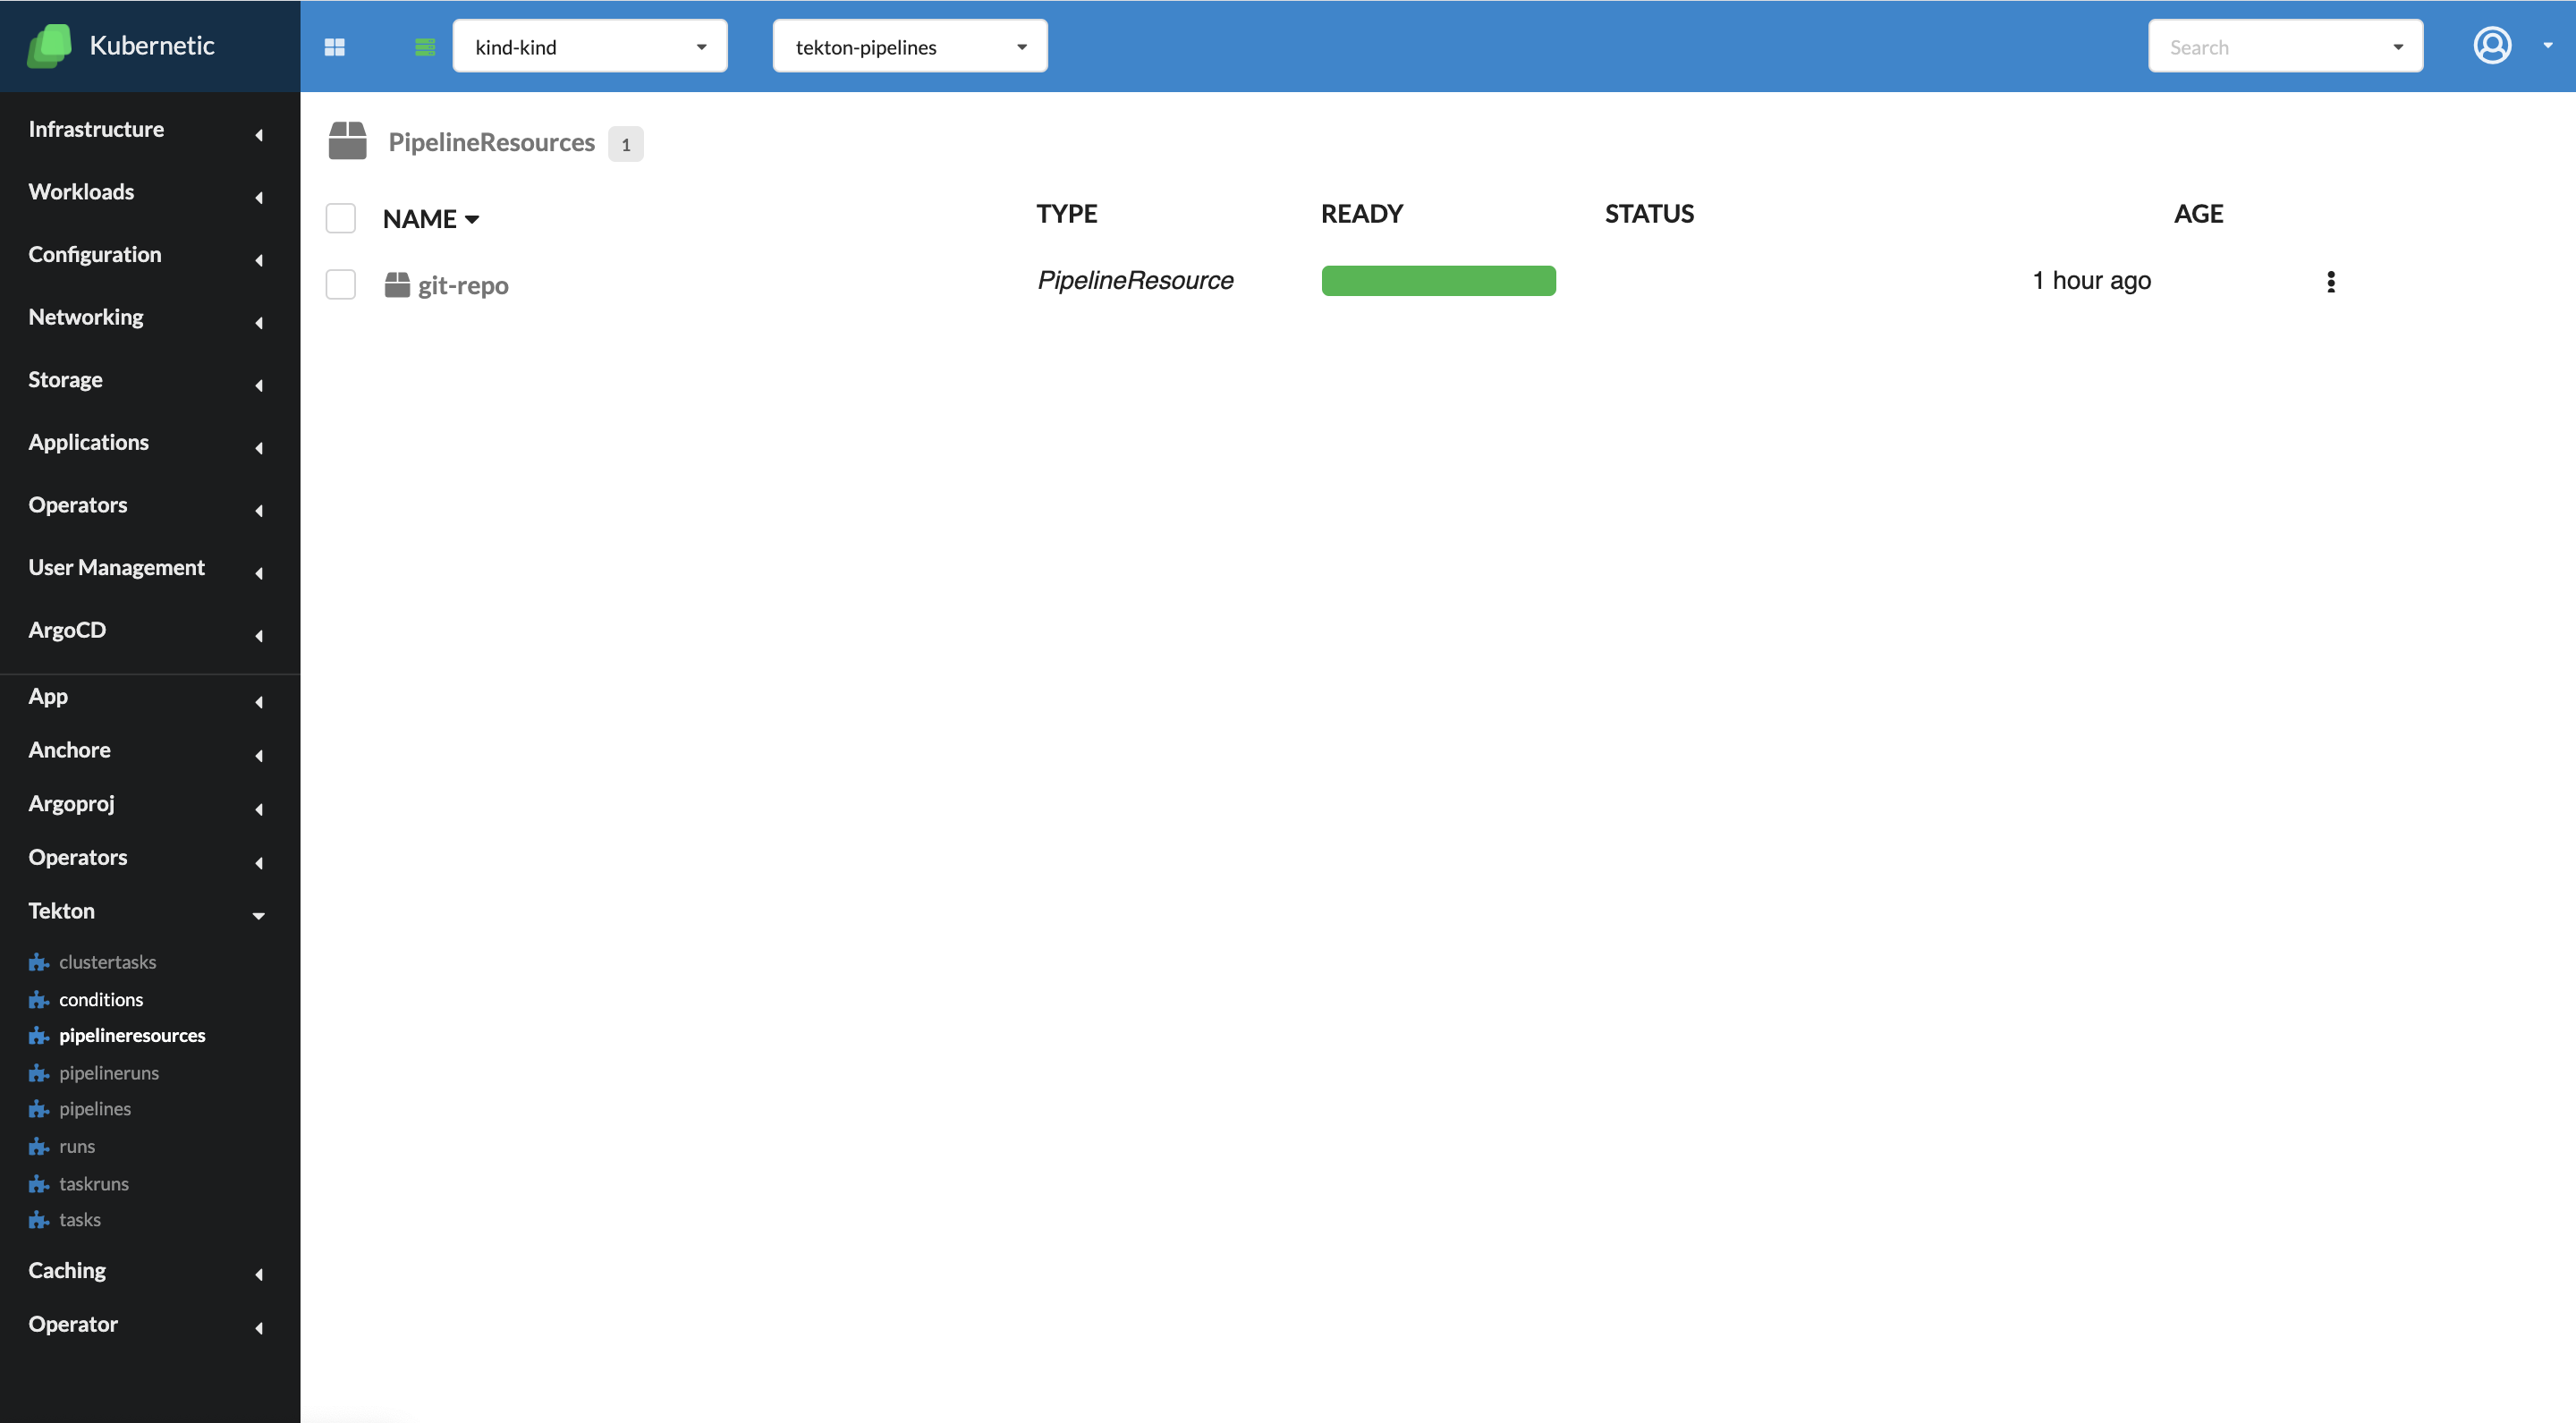 Kubernetic
kind-kind
tekton-pipelines
Search
Infrastructure
Workloads
Configuration
Networking
Storage
Applications
Operators
User Management
ArgoCD
App
Anchore
Argoproj
Operators
Tekton
clustertasks
conditions
pipelineresources
pipelineruns
pipelines
runs
taskruns
tasks
Caching
Operator
PipelineResources 1
NAME TYPE READY STATUS AGE
git-repo PipelineResource 1 hour ago